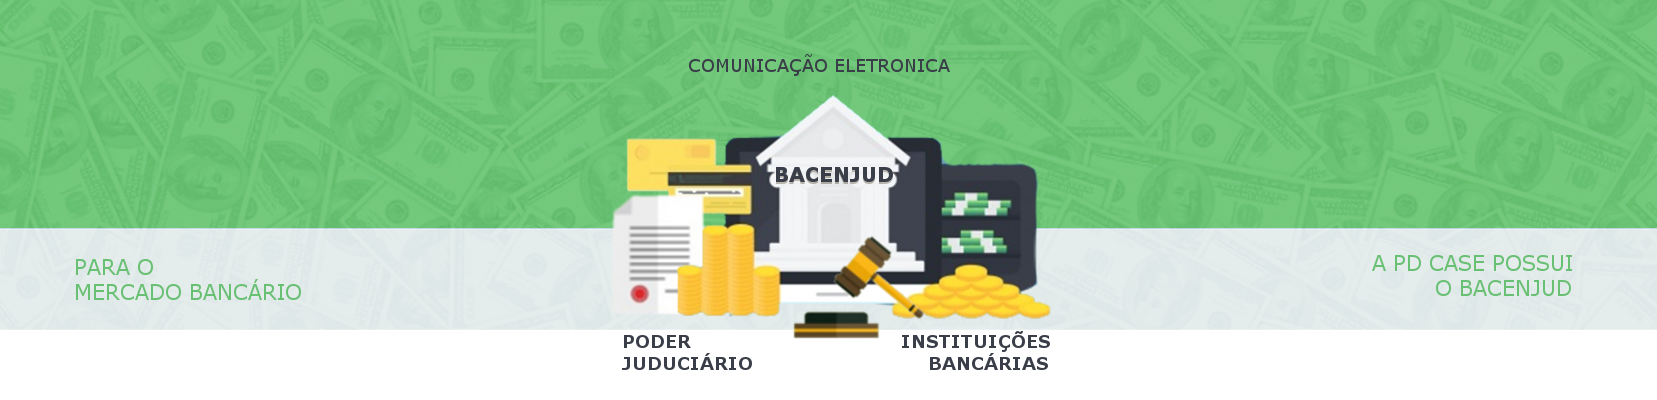 COMUNICAÇÃO ELETRONICA
BACENJUD
PARA O
MERCADO BANCÁRIO
A PD CASE POSSUI
O BACENJUD
PODER
JUDUCIÁRIO
INSTITUIÇÕES
BANCÁRIAS